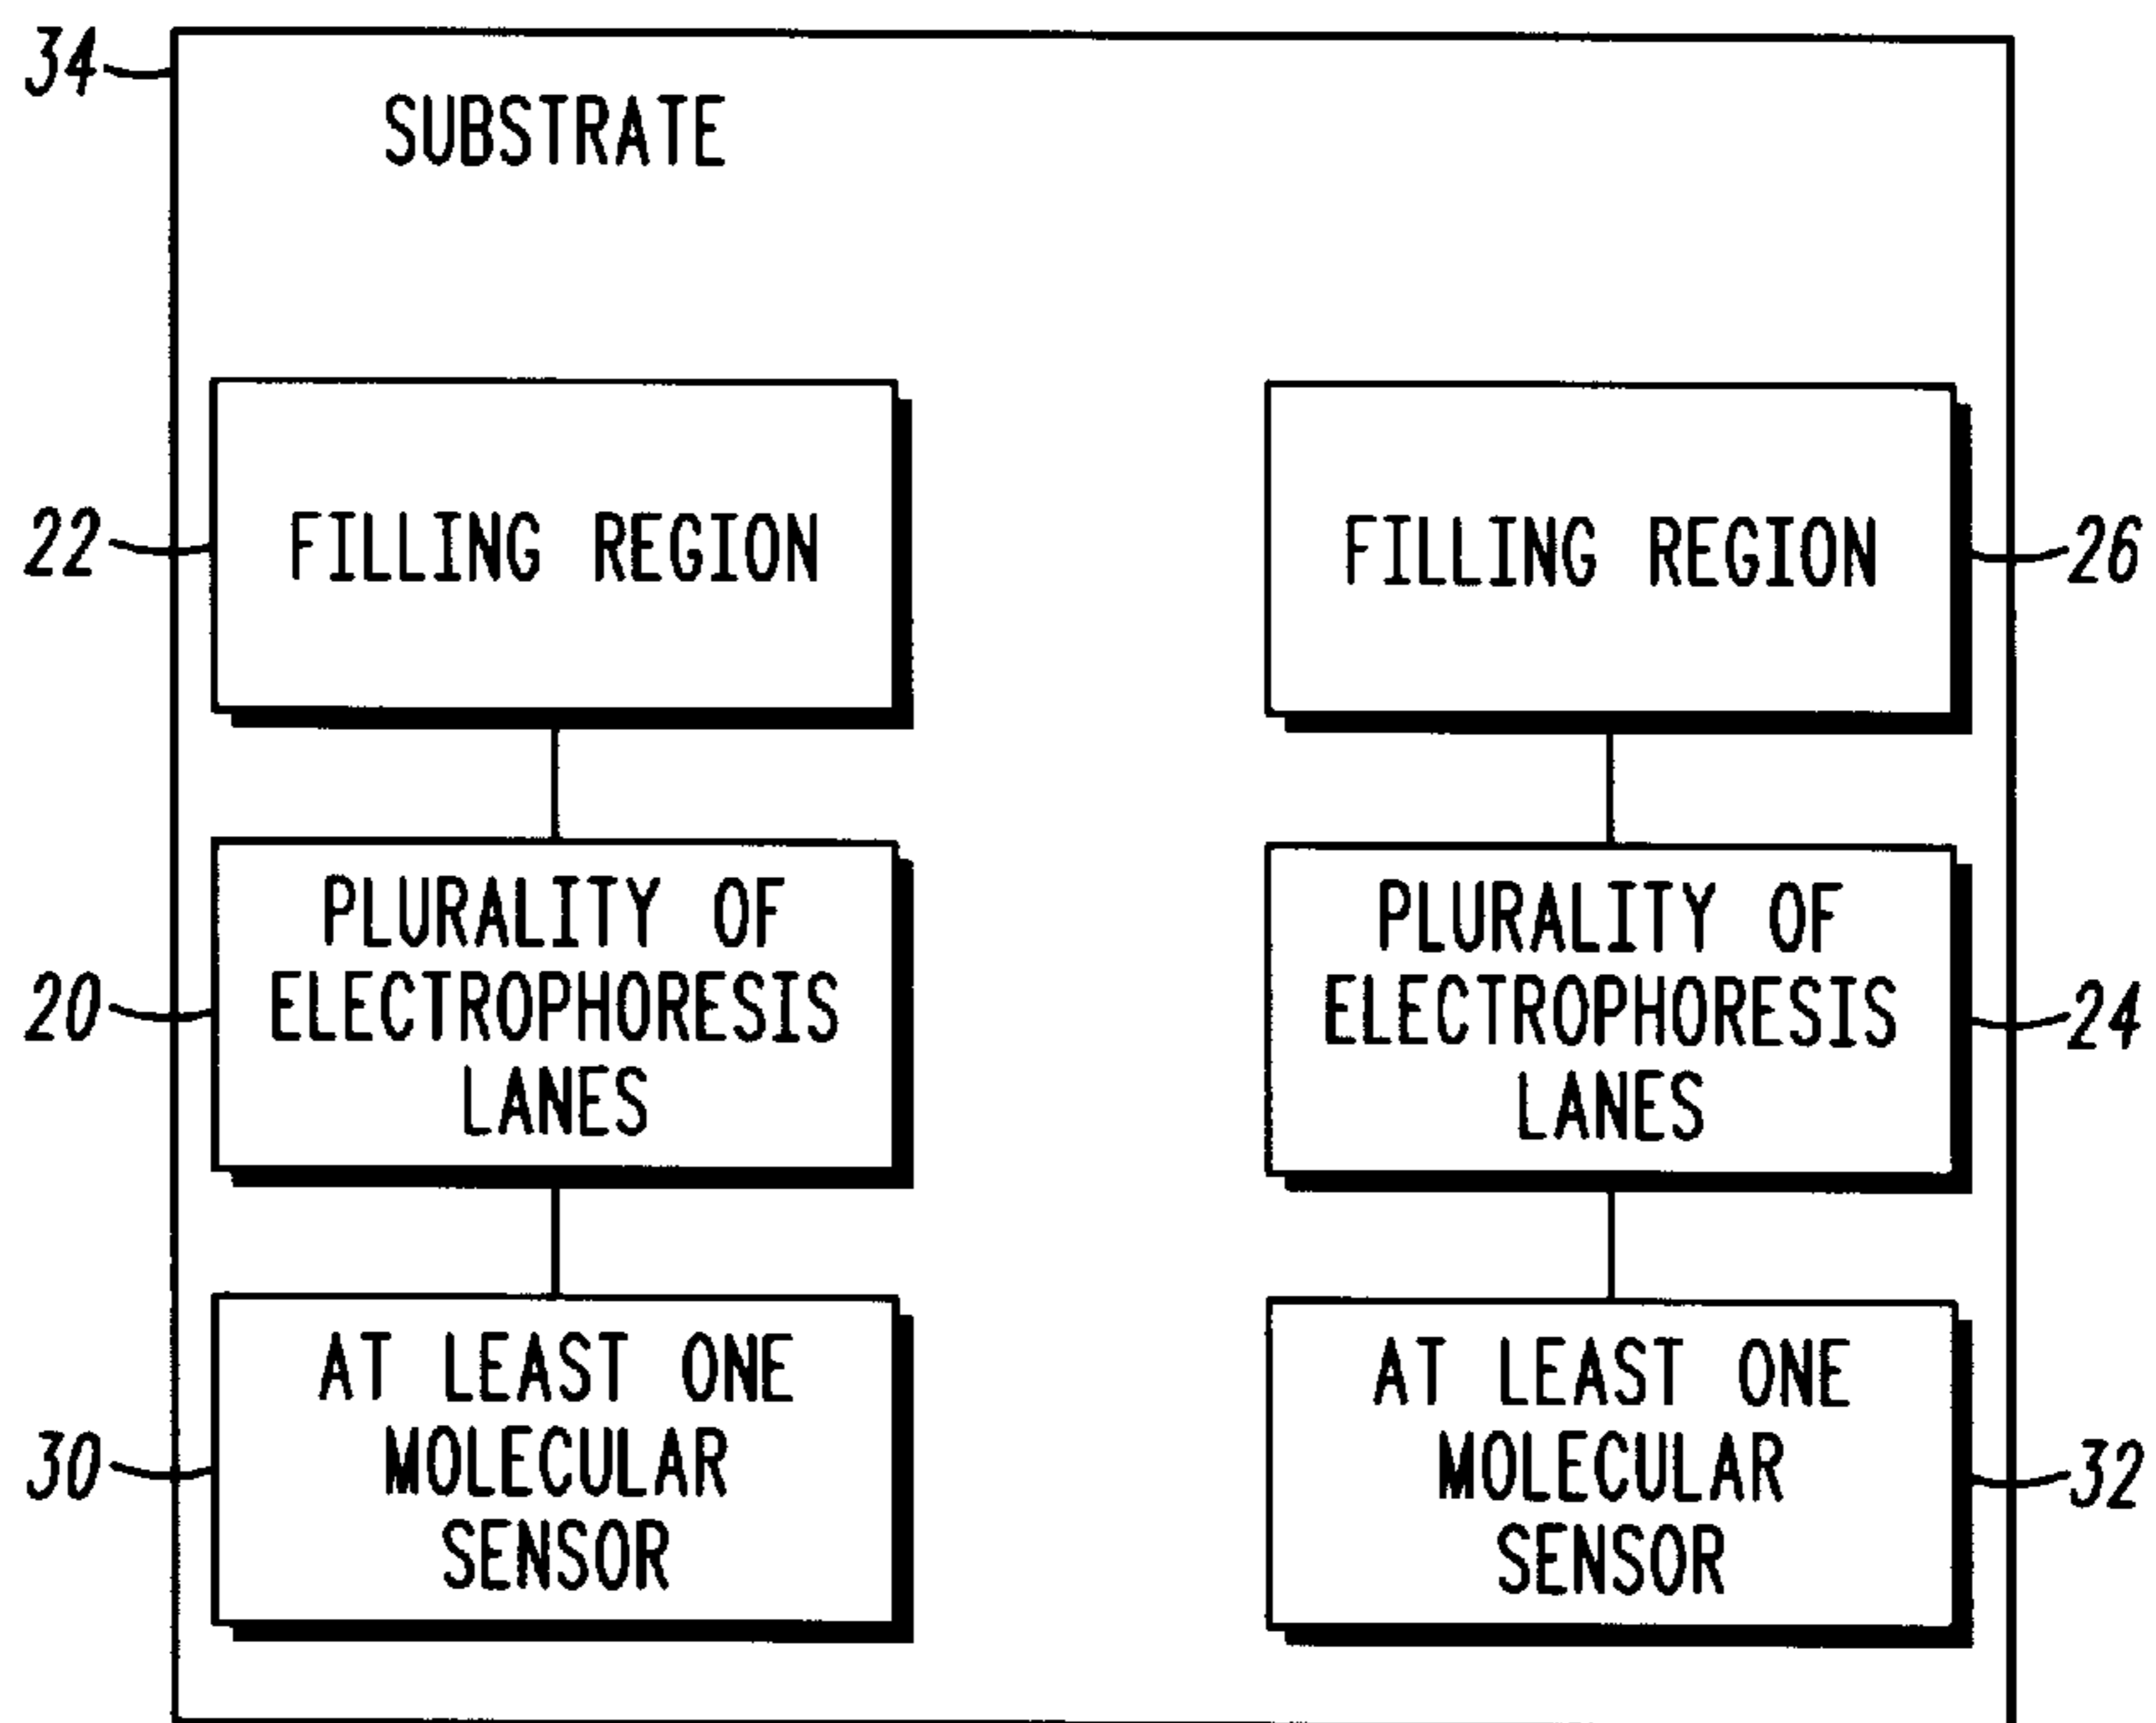 34
SUBSTRATE
22
FILLING REGION
FILLING REGION
26
20
PLURALITY OF
ELECTROPHORESIS
LANES
PLURALITY OF
ELECTROPHORESIS
LANES
24
30
AT LEAST ONE
MOLECULAR
SENSOR
AT LEAST ONE
MOLECULAR
SENSOR
32